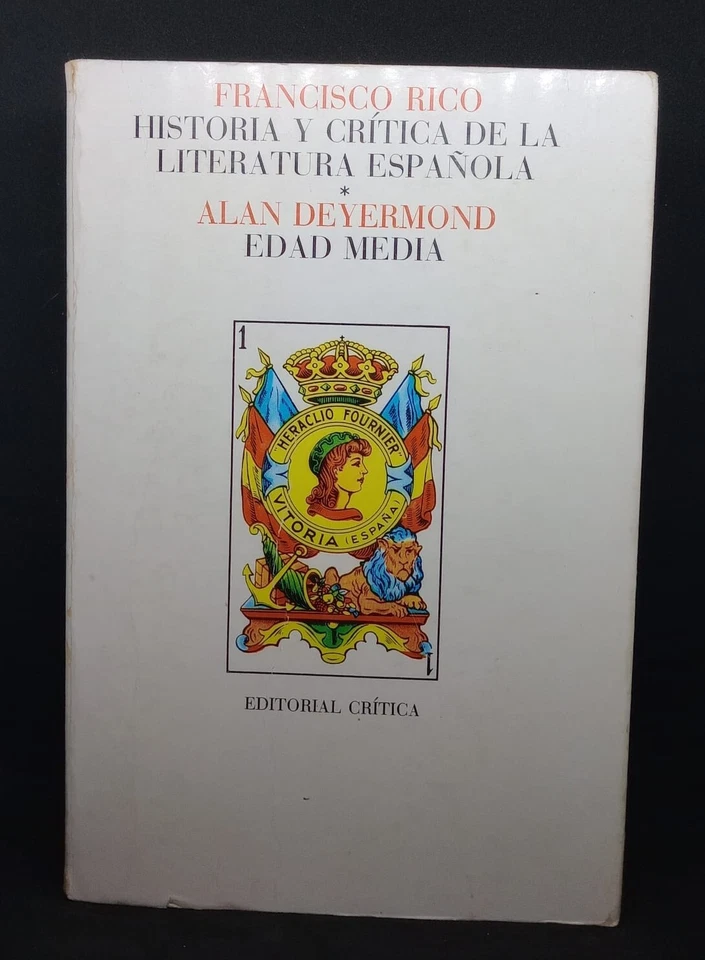 FRANCISCO RICO
HISTORIA Y CRÍTICA DE LA
LITERATURA ESPAÑOLA
*
ALAN DEYERMOND
EDAD MEDIA
1
"HERACLIO FOURNIER"
VITORIA (ESPAÑA)
1
EDITORIAL CRÍTICA